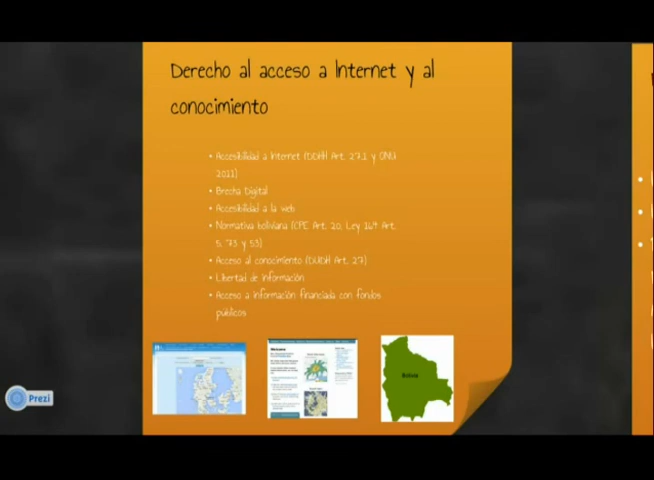 Derecho al acceso a Internet y al
conocimiento
• Accesibilidad a Internet (DDHH Art. 27.1 y ONU
2011)
• Brecha Digital
• Accesibilidad a la web
• Normativa boliviana (CPE Art. 20, Ley 164 Art.
5, 73 y 53)
• Acceso al conocimiento (DUDH Art. 27)
• Libertad de información
• Acceso a información financiada con fondos
públicos
Bolivia
Prezi